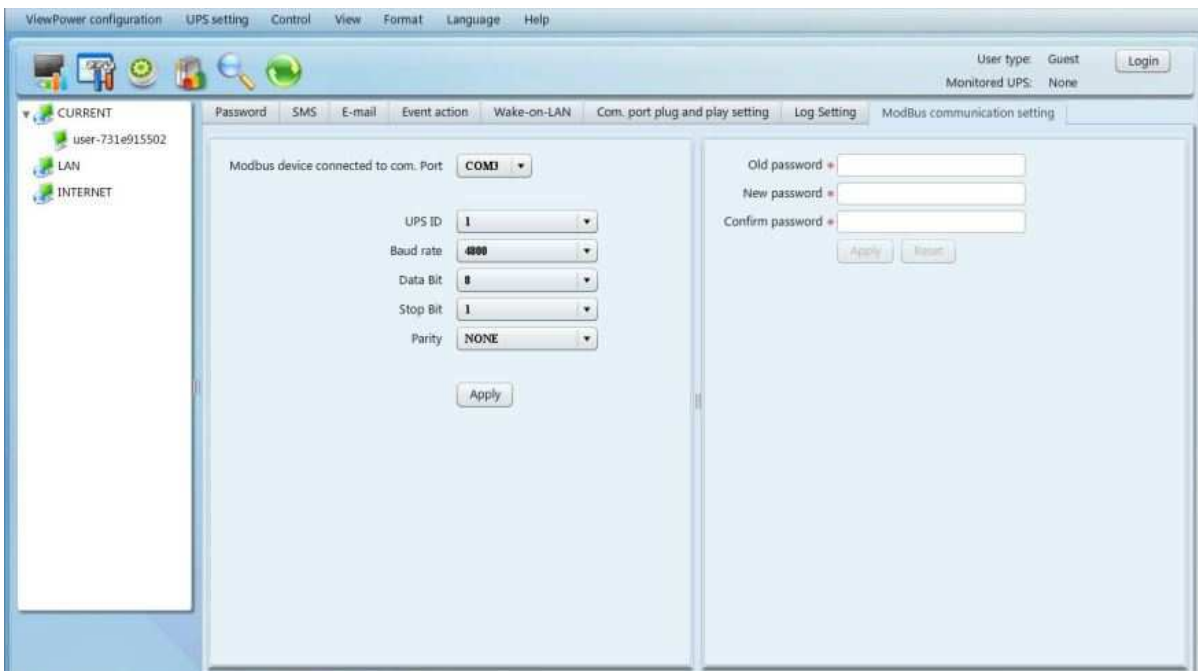 ViewPower configuration UPS setting Control View Format Language Help
User type: Guest Login
Monitored UPS: None
CURRENT
user-731e915502
LAN
INTERNET
Password SMS E-mail Event action Wake-on-LAN Com. port plug and play setting Log Setting ModBus communication setting
Modbus device connected to com. Port COM3
UPS ID 1
Baud rate 4800
Data Bit 8
Stop Bit 1
Parity NONE
Apply
Old password *
New password *
Confirm password *
Apply Reset